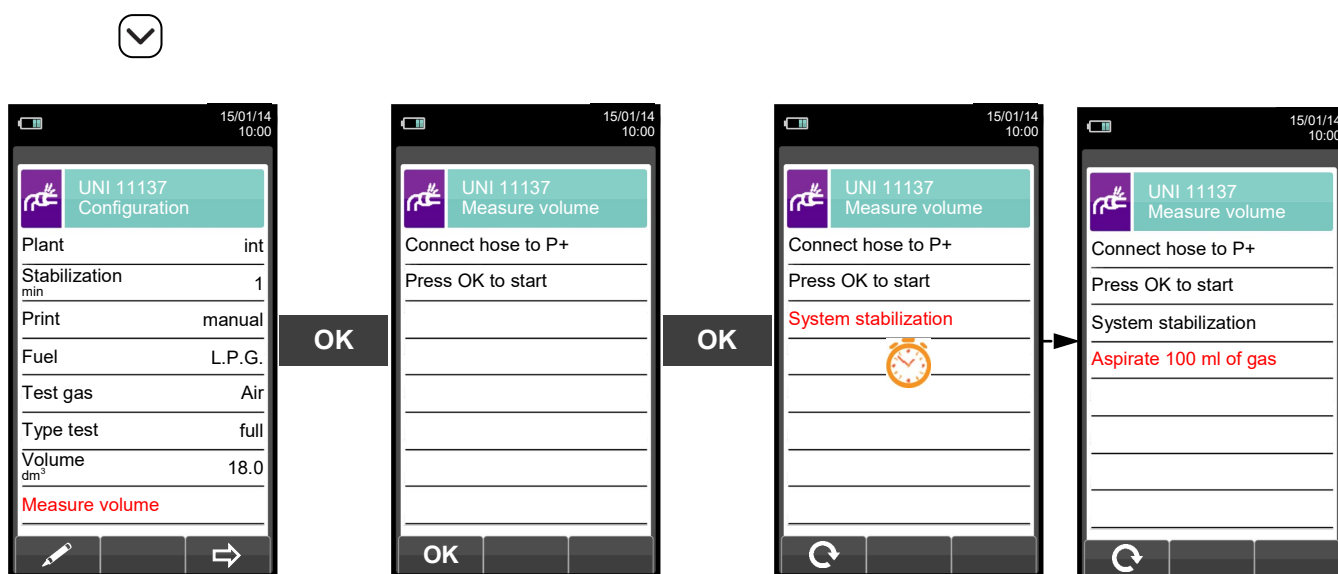 15/01/14
10:00
UNI 11137
Configuration
Plant int
Stabilization 1
min
Print manual
Fuel L.P.G.
Test gas Air
Type test full
Volume 18.0
dm³
Measure volume
OK
15/01/14
10:00
UNI 11137
Measure volume
Connect hose to P+
Press OK to start
OK
OK
15/01/14
10:00
UNI 11137
Measure volume
Connect hose to P+
Press OK to start
System stabilization
15/01/14
10:00
UNI 11137
Measure volume
Connect hose to P+
Press OK to start
System stabilization
Aspirate 100 ml of gas